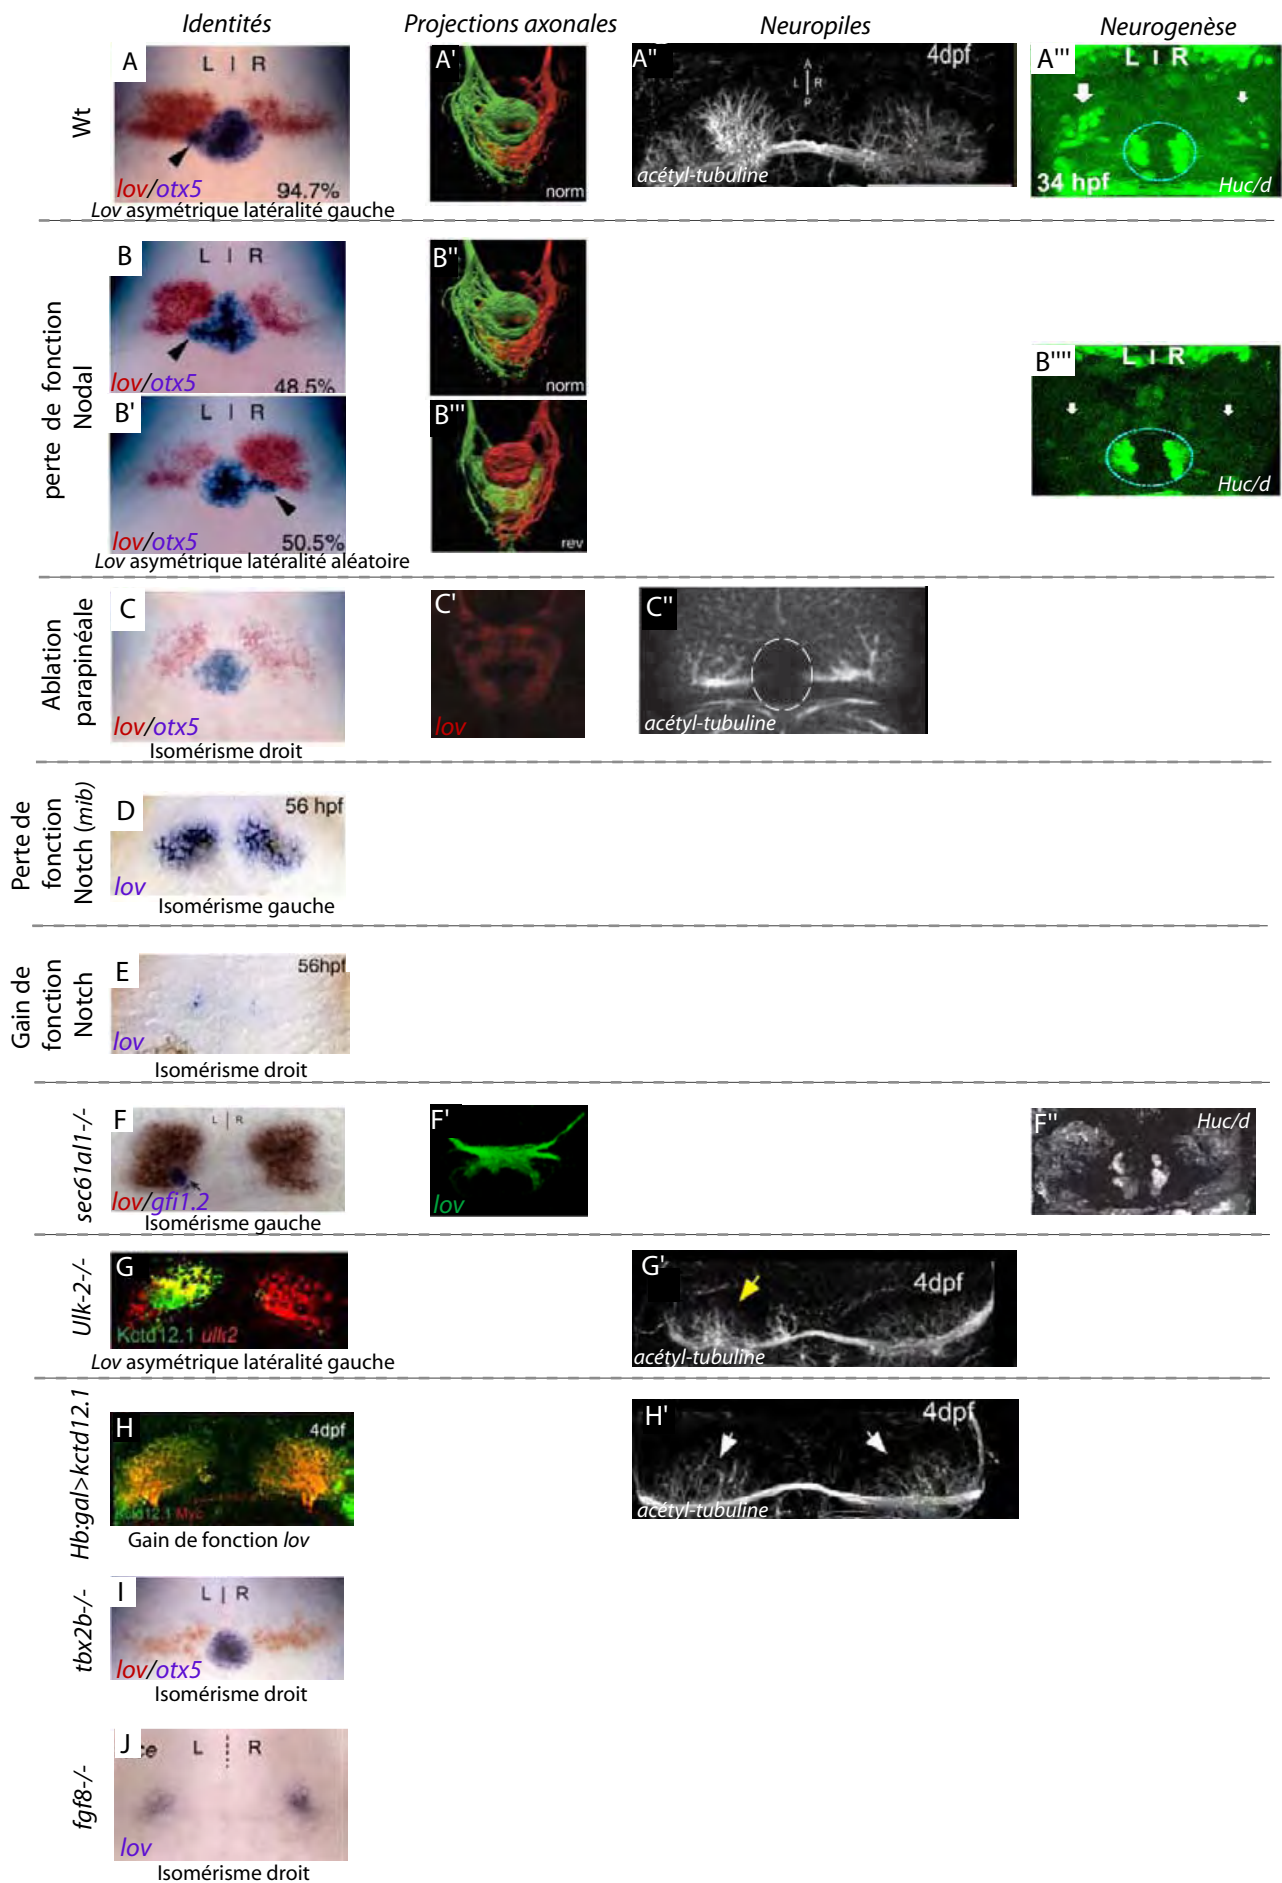 Identités
Projections axonales
Neuropiles
Neurogenèse
Wt
A
L | R
lov/otx5
94.7%
Lov asymétrique latéralité gauche
A'
norm
A''
4dpf
A
L R
P
acétyl-tubuline
A'''
L I R
34 hpf
Huc/d
perte de fonction
Nodal
B
L | R
lov/otx5
48.5%
B'
L | R
lov/otx5
50.5%
Lov asymétrique latéralité aléatoire
B''
norm
B'''
rev
B''''
L I R
Huc/d
Ablation
parapinéale
C
lov/otx5
Isomérisme droit
C'
lov
C''
acétyl-tubuline
Perte de
fonction
Notch (mib)
D
56 hpf
lov
Isomérisme gauche
Gain de
fonction
Notch
E
56hpf
lov
Isomérisme droit
sec61al1-/-
F
L | R
lov/gfi1.2
Isomérisme gauche
F'
lov
F''
Huc/d
Ulk-2-/-
G
Kctd12.1 ulk2
Lov asymétrique latéralité gauche
G'
4dpf
acétyl-tubuline
Hb:gal>kctd12.1
H
4dpf
Kctd12.1 Myc
Gain de fonction lov
H'
4dpf
acétyl-tubuline
tbx2b-/-
I
L | R
lov/otx5
Isomérisme droit
fgf8-/-
J
L R
lov
Isomérisme droit